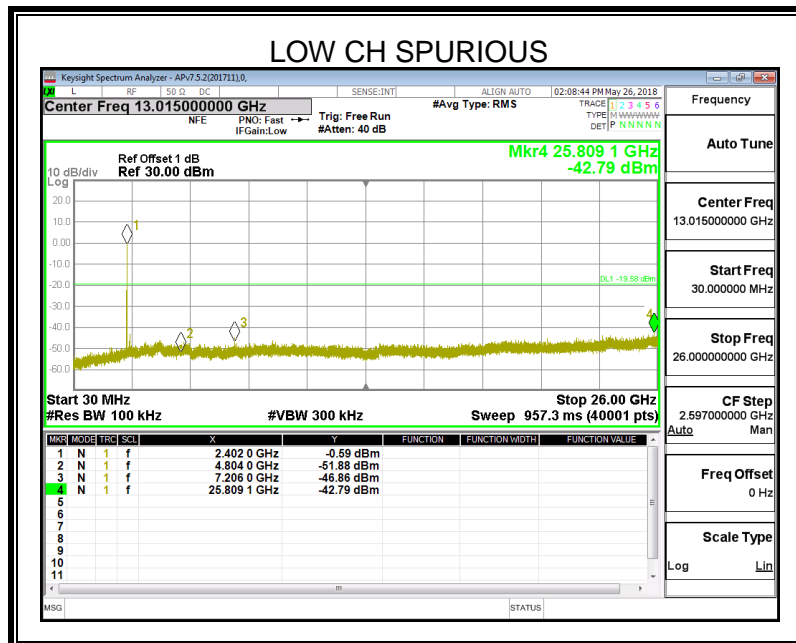 LOW CH SPURIOUS
Keysight Spectrum Analyzer - APv7.5.2(201711),0,
L RF 50 Ω DC SENSE:INT ALIGN AUTO 02:08:44 PM May 26, 2018
Center Freq 13.015000000 GHz #Avg Type: RMS TRACE 1 2 3 4 5 6
NFE PNO: Fast Trig: Free Run TYPE M WWWWW
IFGain:Low #Atten: 40 dB DET P N N N N N
Mkr4 25.809 1 GHz
-42.79 dBm
Ref Offset 1 dB
10 dB/div Ref 30.00 dBm
Log
20.0
10.0
0.00
-10.0
-20.0
-30.0
-40.0
-50.0
-60.0
1
2
3
4
DL1 -19.58 dBm
Start 30 MHz Stop 26.00 GHz
#Res BW 100 kHz #VBW 300 kHz Sweep 957.3 ms (40001 pts)
MKR MODE TRC SCL X Y FUNCTION FUNCTION WIDTH FUNCTION VALUE
1 N 1 f 2.402 0 GHz -0.59 dBm
2 N 1 f 4.804 0 GHz -51.88 dBm
3 N 1 f 7.206 0 GHz -46.86 dBm
4 N 1 f 25.809 1 GHz -42.79 dBm
5
6
7
8
9
10
11
MSG STATUS
Frequency
Auto Tune
Center Freq
13.015000000 GHz
Start Freq
30.000000 MHz
Stop Freq
26.000000000 GHz
CF Step
2.597000000 GHz
Auto Man
Freq Offset
0 Hz
Scale Type
Log Lin